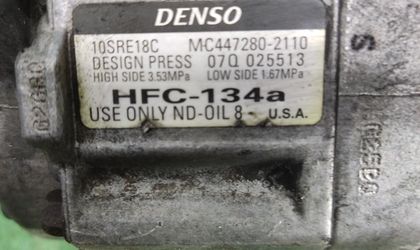 DENSO
10SRE18C MC447280-2110
DESIGN PRESS 07Q 025513
HIGH SIDE 3.53MPa LOW SIDE 1.67MPa
HFC-134a
USE ONLY ND-OIL 8 U.S.A.
S